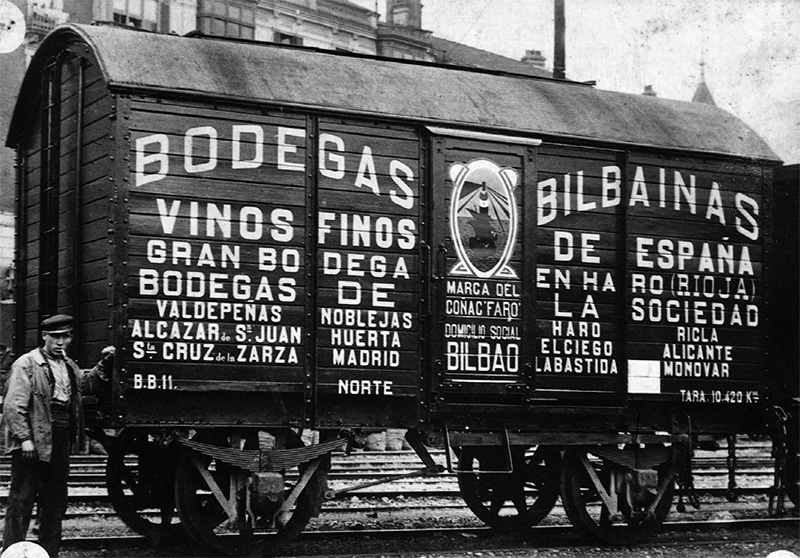 BODEGAS BILBAINAS
VINOS FINOS DE ESPAÑA
GRAN BODEGA EN HARO (RIOJA)
BODEGAS DE LA SOCIEDAD
VALDEPEÑAS
ALCAZAR de Sn. JUAN
Sta CRUZ de la ZARZA
NOBLEJAS
HUERTA
MADRID
MARCA DEL
COÑAC "FARO"
DOMICILIO SOCIAL
BILBAO
HARO
ELCIEGO
LABASTIDA
RICLA
ALICANTE
MONOVAR
B.B.11.
NORTE
TARA. 10.420 Ks